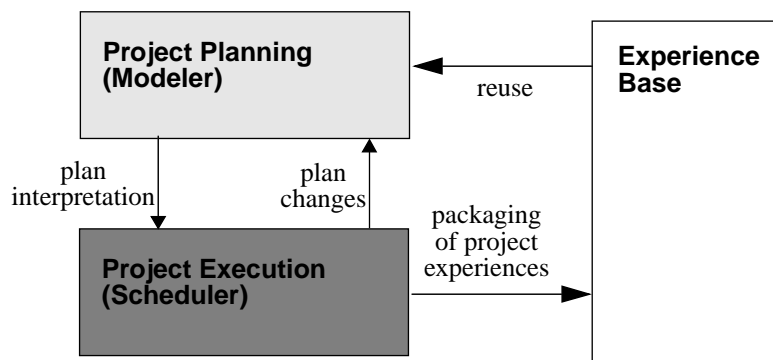 Project Planning
(Modeler)
Experience
Base
reuse
plan
interpretation
plan
changes
packaging
of project
experiences
Project Execution
(Scheduler)